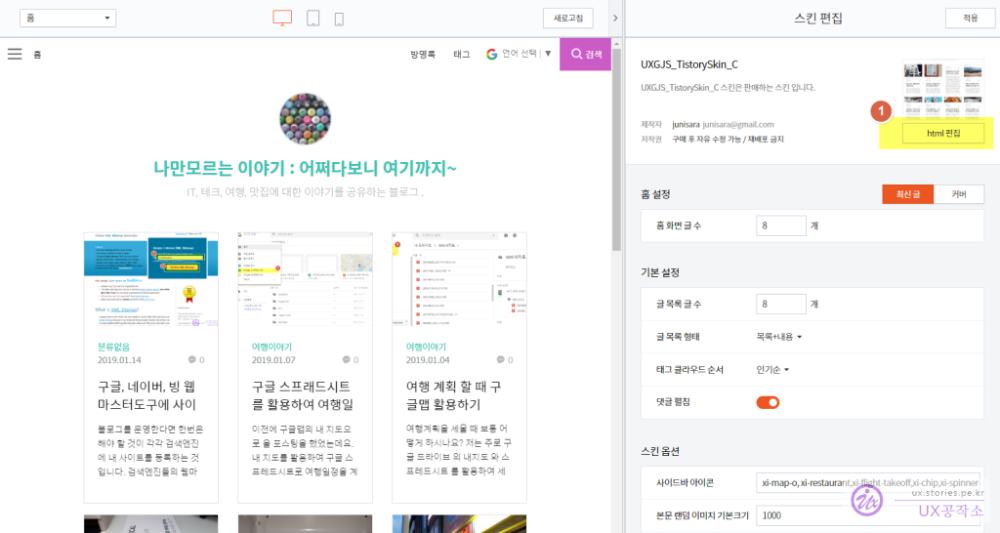 홈
새로고침
스킨 편집
적용
홈
방명록
태그
언어 선택 | ▼
검색
나만모르는 이야기 : 어쩌다보니 여기까지~
IT, 테크, 여행, 맛집에 대한 이야기를 공유하는 블로그 .
분류없음
2019.01.14
0
구글, 네이버, 빙 웹
마스터도구에 사이
블로그를 운영한다면 한번은
해야 할 것이 각각 검색엔진
에 내 사이트를 등록하는 것
입니다. 검색엔진들의 웹마
여행이야기
2019.01.07
0
구글 스프래드시트
를 활용하여 여행일
이전에 구글맵의 내 지도으
로 을 포스팅을 했었는데요.
내 지도를 활용하여 구글 스
프레드시트로 여행일정을 계
여행이야기
2019.01.04
0
여행 계획 할 때 구
글맵 활용하기
여행계획을 세울 때 보통 어
떻게 하시나요? 저는 주로 구
글 드라이브 의 내지도 와 스
프레드시트 를 활용하여 세
UXGJS_TistorySkin_C
UXGJS_TistorySkin_C 스킨은 판매하는 스킨 입니다.
제작자 junisara junisara@gmail.com
저작권 구매 후 자유 수정 가능 / 재배포 금지
1
html 편집
홈 설정
최신 글
커버
홈 화면 글 수
8 개
기본 설정
글 목록 글 수
8 개
글 목록 형태
목록+내용
태그 클라우드 순서
인기순
댓글 펼침
스킨 옵션
사이드바 아이콘
xi-map-o, xi-restaurant,xi-flight-takeoff,xi-chip,xi-spinner
본문 랜덤 이미지 기본크기
1000
Ux
ux.stories.pe.kr
UX공작소